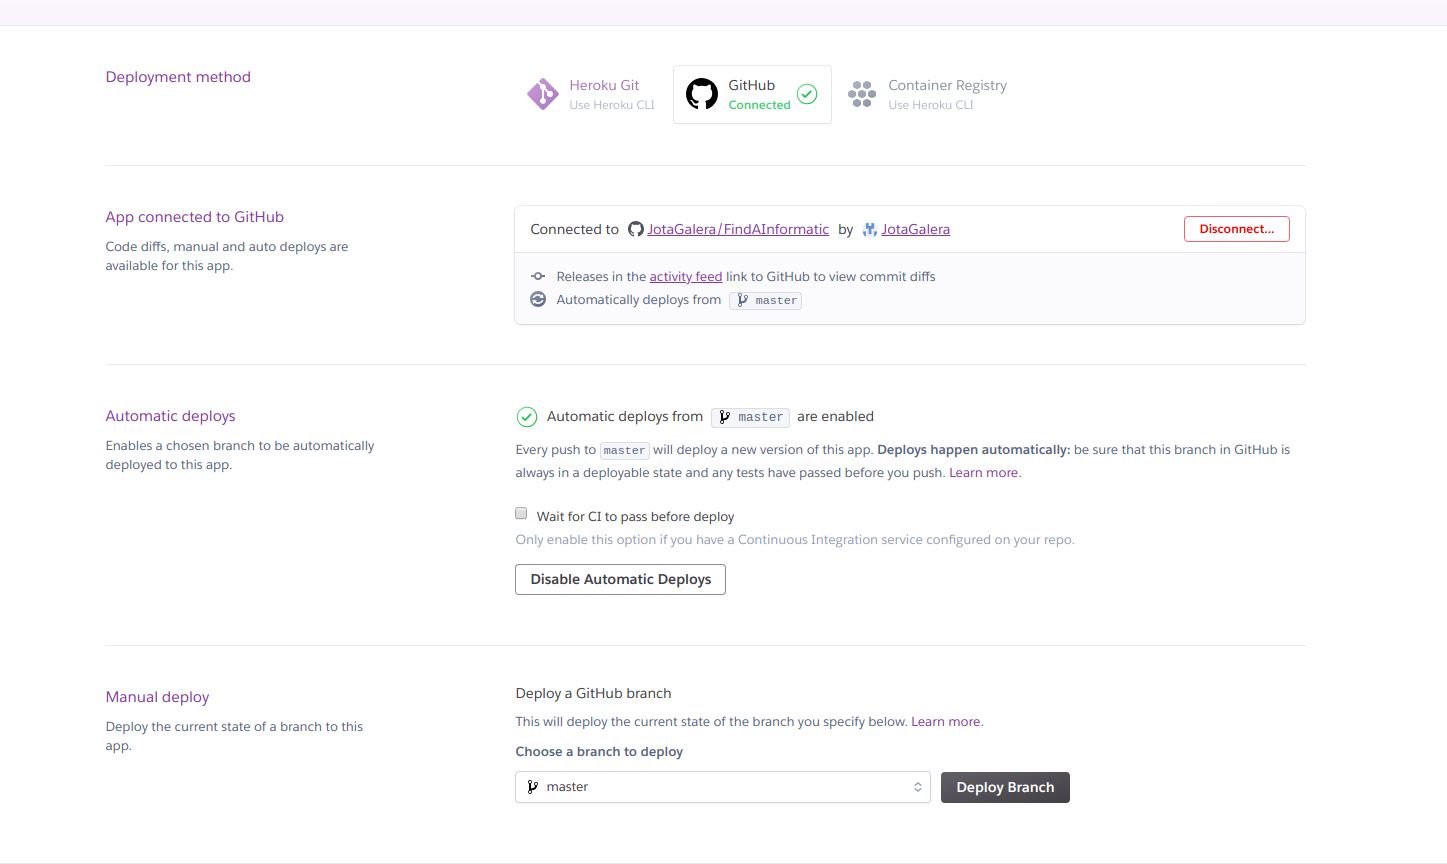 Deployment method
Heroku Git
Use Heroku CLI
GitHub
Connected
Container Registry
Use Heroku CLI
App connected to GitHub
Code diffs, manual and auto deploys are
available for this app.
Connected to JotaGalera/FindAInformatic by JotaGalera
Disconnect...
Releases in the activity feed link to GitHub to view commit diffs
Automatically deploys from master
Automatic deploys
Enables a chosen branch to be automatically
deployed to this app.
Automatic deploys from master are enabled
Every push to master will deploy a new version of this app. Deploys happen automatically: be sure that this branch in GitHub is
always in a deployable state and any tests have passed before you push. Learn more.
Wait for CI to pass before deploy
Only enable this option if you have a Continuous Integration service configured on your repo.
Disable Automatic Deploys
Manual deploy
Deploy the current state of a branch to this
app.
Deploy a GitHub branch
This will deploy the current state of the branch you specify below. Learn more.
Choose a branch to deploy
master
Deploy Branch